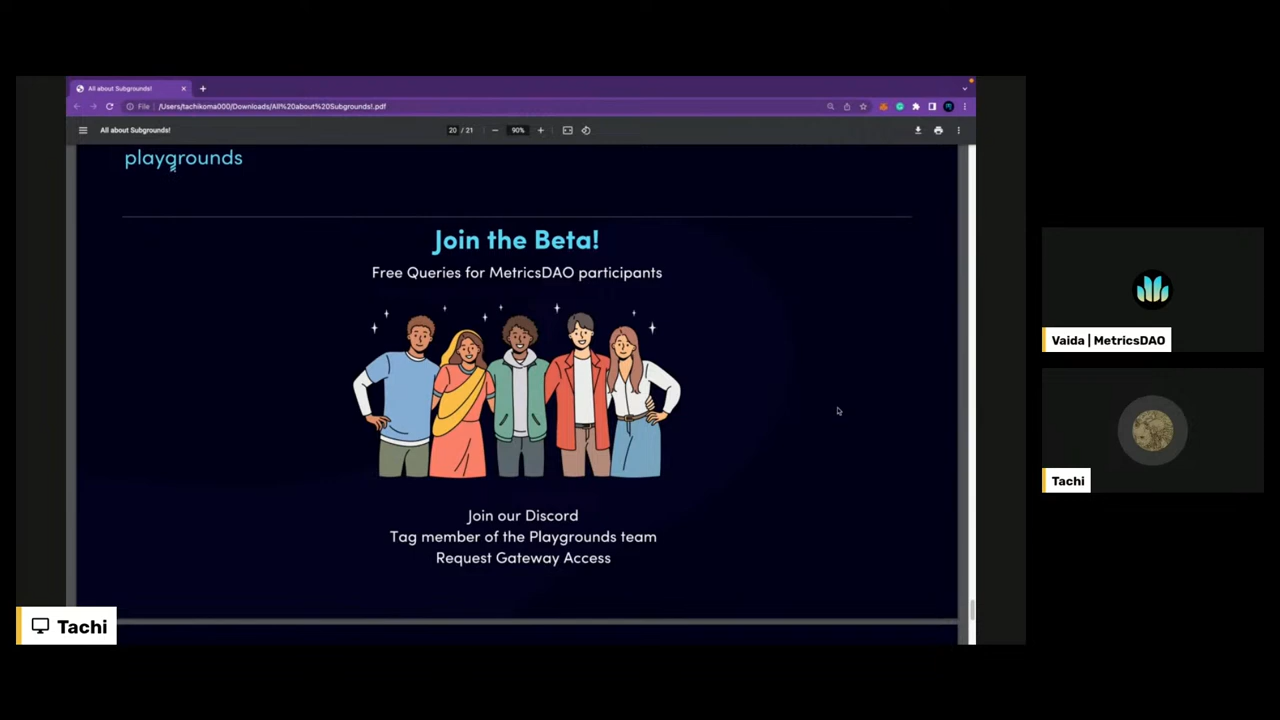 All about Subgrounds!
File
/Users/tachikoma000/Downloads/All%20about%20Subgrounds!.pdf
All about Subgrounds!
20 / 21
90%
playgrounds
Join the Beta!
Free Queries for MetricsDAO participants
Join our Discord
Tag member of the Playgrounds team
Request Gateway Access
Vaida | MetricsDAO
Tachi
Tachi